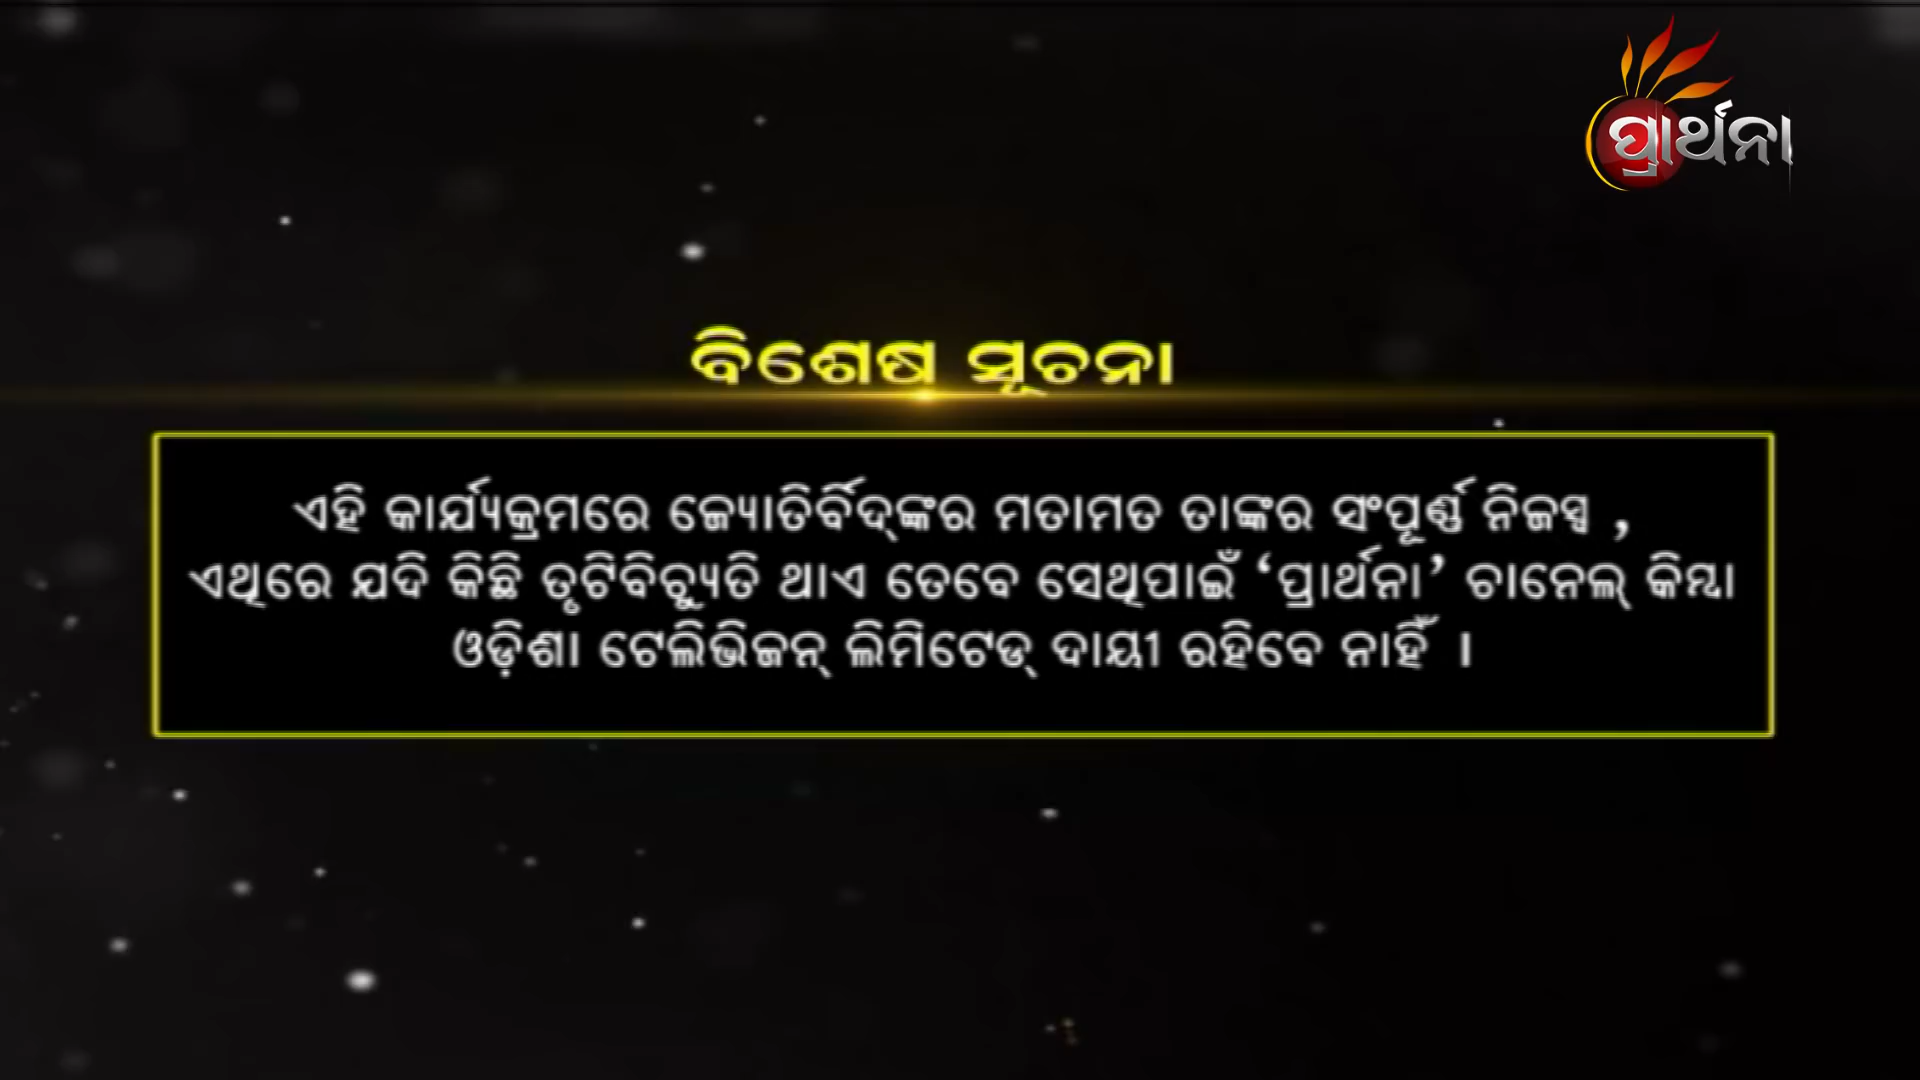 ପ୍ରାର୍ଥନା
ବିଶେଷ ସୂଚନା
ଏହି କାର୍ଯ୍ୟକ୍ରମରେ ଜ୍ୟୋତିର୍ବିଦ୍‌ଙ୍କର ମତାମତ ତାଙ୍କର ସଂପୂର୍ଣ୍ଣ ନିଜସ୍ୱ ,
ଏଥିରେ ଯଦି କିଛି ତୃଟିବିଚ୍ୟୁତି ଥାଏ ତେବେ ସେଥିପାଇଁ ‘ପ୍ରାର୍ଥନା’ ଚାନେଲ୍ କିମ୍ବା
ଓଡ଼ିଶା ଟେଲିଭିଜନ୍ ଲିମିଟେଡ୍ ଦାୟୀ ରହିବେ ନାହିଁ ।